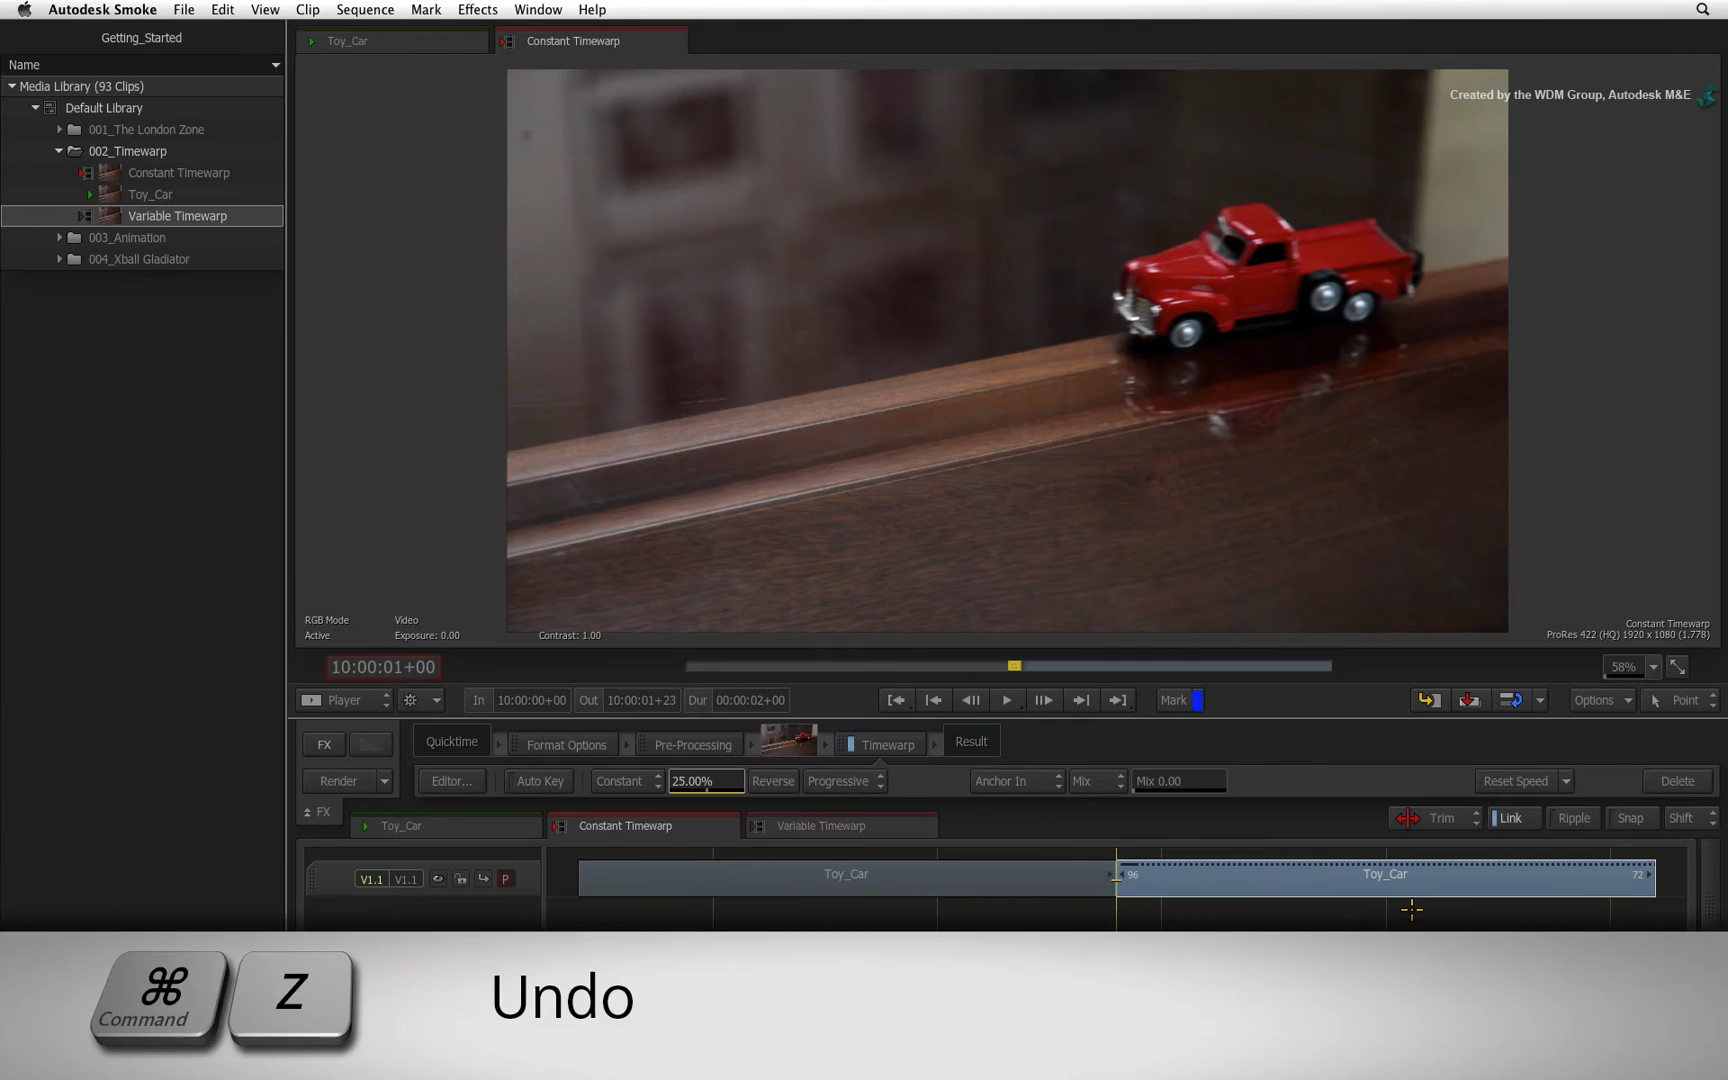 Autodesk Smoke File Edit View Clip Sequence Mark Effects Window Help
Getting_Started
Name
Media Library (93 Clips)
Default Library
001_The London Zone
002_Timewarp
Constant Timewarp
Toy_Car
Variable Timewarp
003_Animation
004_Xball Gladiator
Toy_Car Constant Timewarp
Created by the WDM Group, Autodesk M&E
RGB Mode Video
Active Exposure: 0.00 Contrast: 1.00
Constant Timewarp
ProRes 422 (HQ) 1920 x 1080 (1.778)
10:00:01+00 58%
Player In 10:00:00+00 Out 10:00:01+23 Dur 00:00:02+00 Mark Options Point
FX Quicktime Format Options Pre-Processing Timewarp Result
Render Editor... Auto Key Constant 25.00% Reverse Progressive Anchor In Mix Mix 0.00 Reset Speed Delete
FX Toy_Car Constant Timewarp Variable Timewarp Trim Link Ripple Snap Shift
V1.1 V1.1 P Toy_Car 96 Toy_Car 72
⌘ Command Z Undo